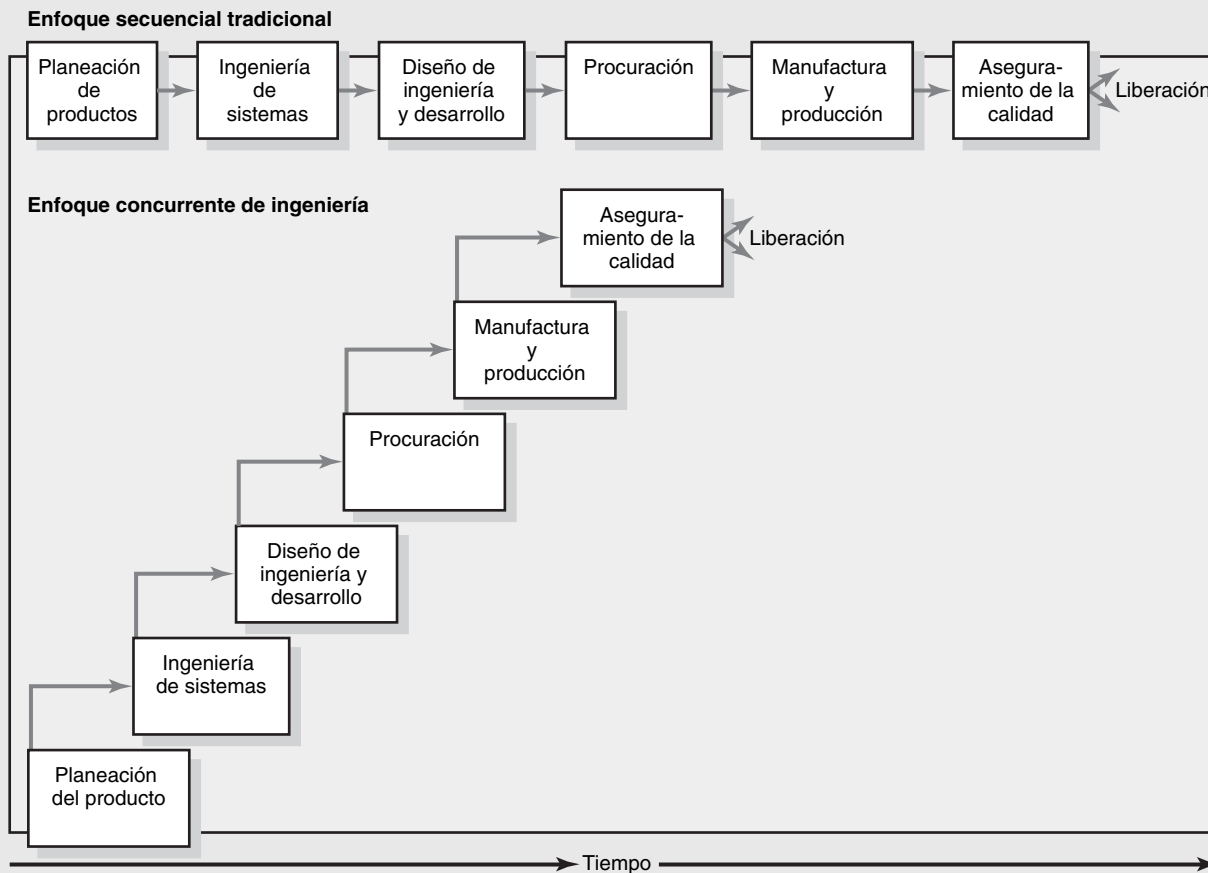 Enfoque secuencial tradicional
Planeación
de
productos
Ingeniería
de
sistemas
Diseño de
ingeniería
y desarrollo
Procuración
Manufactura
y
producción
Asegura-
miento de la
calidad
Liberación
Enfoque concurrente de ingeniería
Asegura-
miento de la
calidad
Liberación
Manufactura
y
producción
Procuración
Diseño de
ingeniería y
desarrollo
Ingeniería
de sistemas
Planeación
del producto
Tiempo